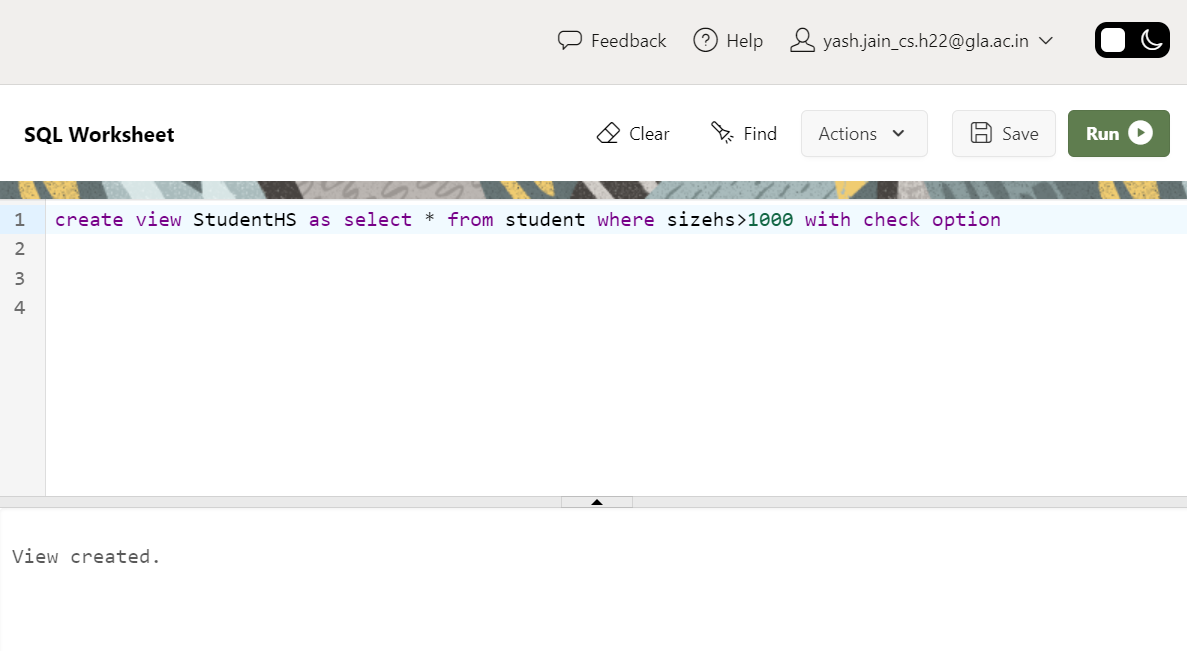 Feedback Help yash.jain_cs.h22@gla.ac.in
SQL Worksheet Clear Find Actions Save Run
1 create view StudentHS as select * from student where sizehs>1000 with check option
2
3
4
View created.